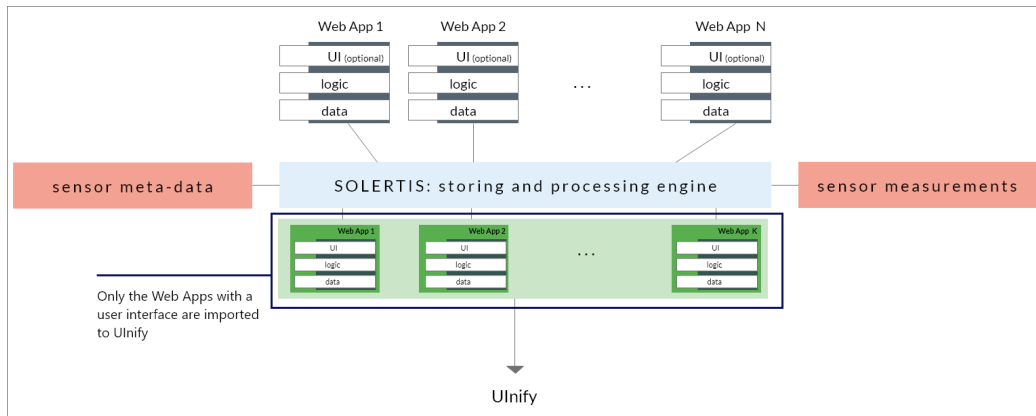 Web App 1
Web App 2
Web App N
UI (optional)
UI (optional)
UI (optional)
logic
logic
...
logic
data
data
data
sensor meta-data
SOLERTIS: storing and processing engine
sensor measurements
Web App 1
Web App 2
Web App K
UI
UI
...
UI
logic
logic
logic
data
data
data
Only the Web Apps with a
user interface are imported
to UInify
UInify